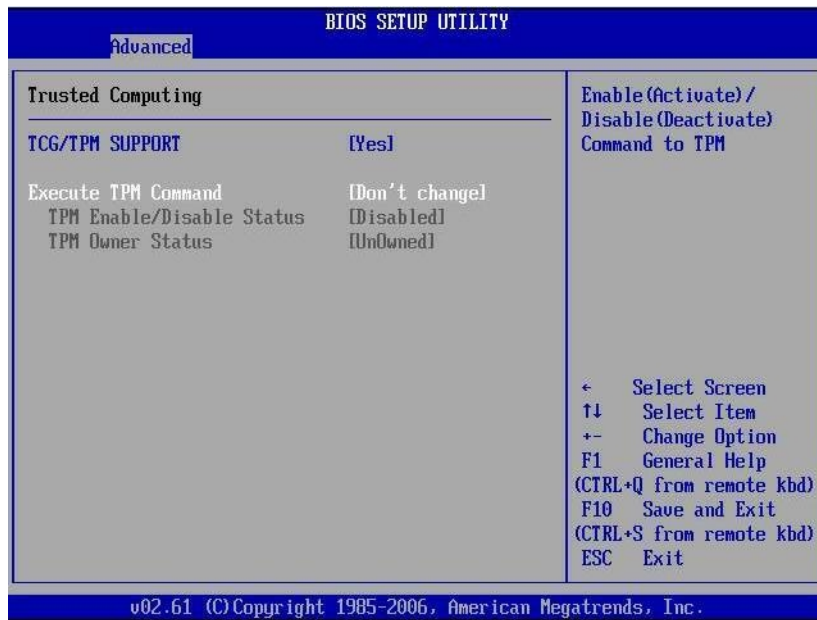 BIOS SETUP UTILITY
Advanced
Trusted Computing
TCG/TPM SUPPORT [Yes]
Execute TPM Command [Don't change]
TPM Enable/Disable Status [Disabled]
TPM Owner Status [UnOwned]
Enable(Activate)/
Disable(Deactivate)
Command to TPM
← Select Screen
↑↓ Select Item
+- Change Option
F1 General Help
(CTRL+Q from remote kbd)
F10 Save and Exit
(CTRL+S from remote kbd)
ESC Exit
v02.61 (C)Copyright 1985-2006, American Megatrends, Inc.